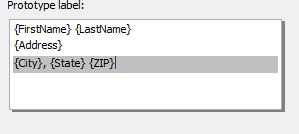 Prototype label:
{FirstName} {LastName}
{Address}
{City}, {State} {ZIP}